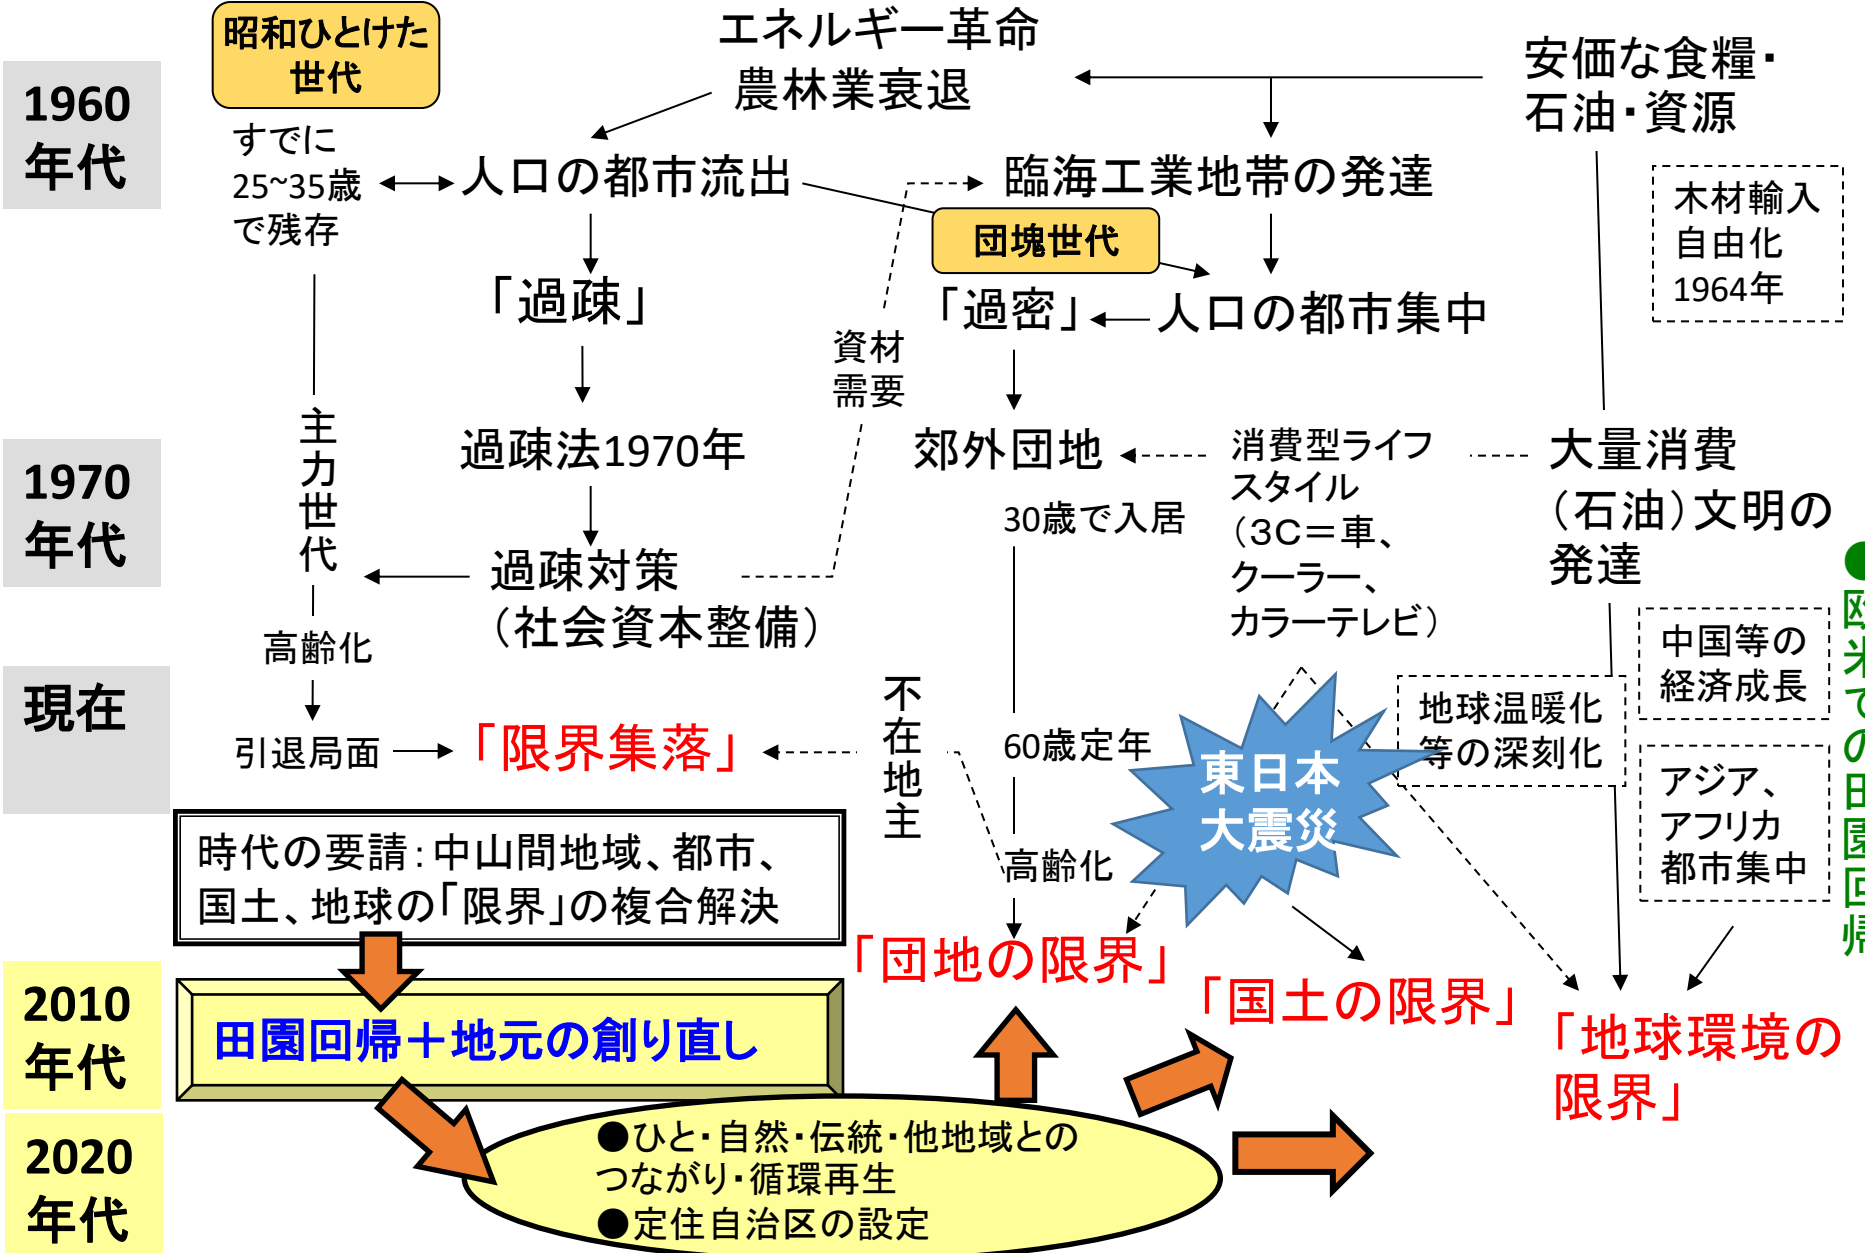 昭和ひとけた
世代
エネルギー革命
農林業衰退
安価な食糧・
石油・資源
1960
年代
すでに
25~35歳
で残存
人口の都市流出
臨海工業地帯の発達
木材輸入
自由化
1964年
団塊世代
「過疎」
「過密」
人口の都市集中
資材
需要
主力世代
1970
年代
過疎法1970年
郊外団地
30歳で入居
消費型ライフ
スタイル
（３Ｃ＝車、
クーラー、
カラーテレビ）
大量消費
（石油）文明の
発達
過疎対策
（社会資本整備）
高齢化
中国等の
経済成長
●欧米での田園回帰
現在
引退局面
「限界集落」
不在地主
60歳定年
東日本
大震災
地球温暖化
等の深刻化
アジア、
アフリカ
都市集中
時代の要請：中山間地域、都市、
国土、地球の「限界」の複合解決
高齢化
「団地の限界」
「国土の限界」
「地球環境の
限界」
2010
年代
田園回帰＋地元の創り直し
2020
年代
●ひと・自然・伝統・他地域との
つながり・循環再生
●定住自治区の設定